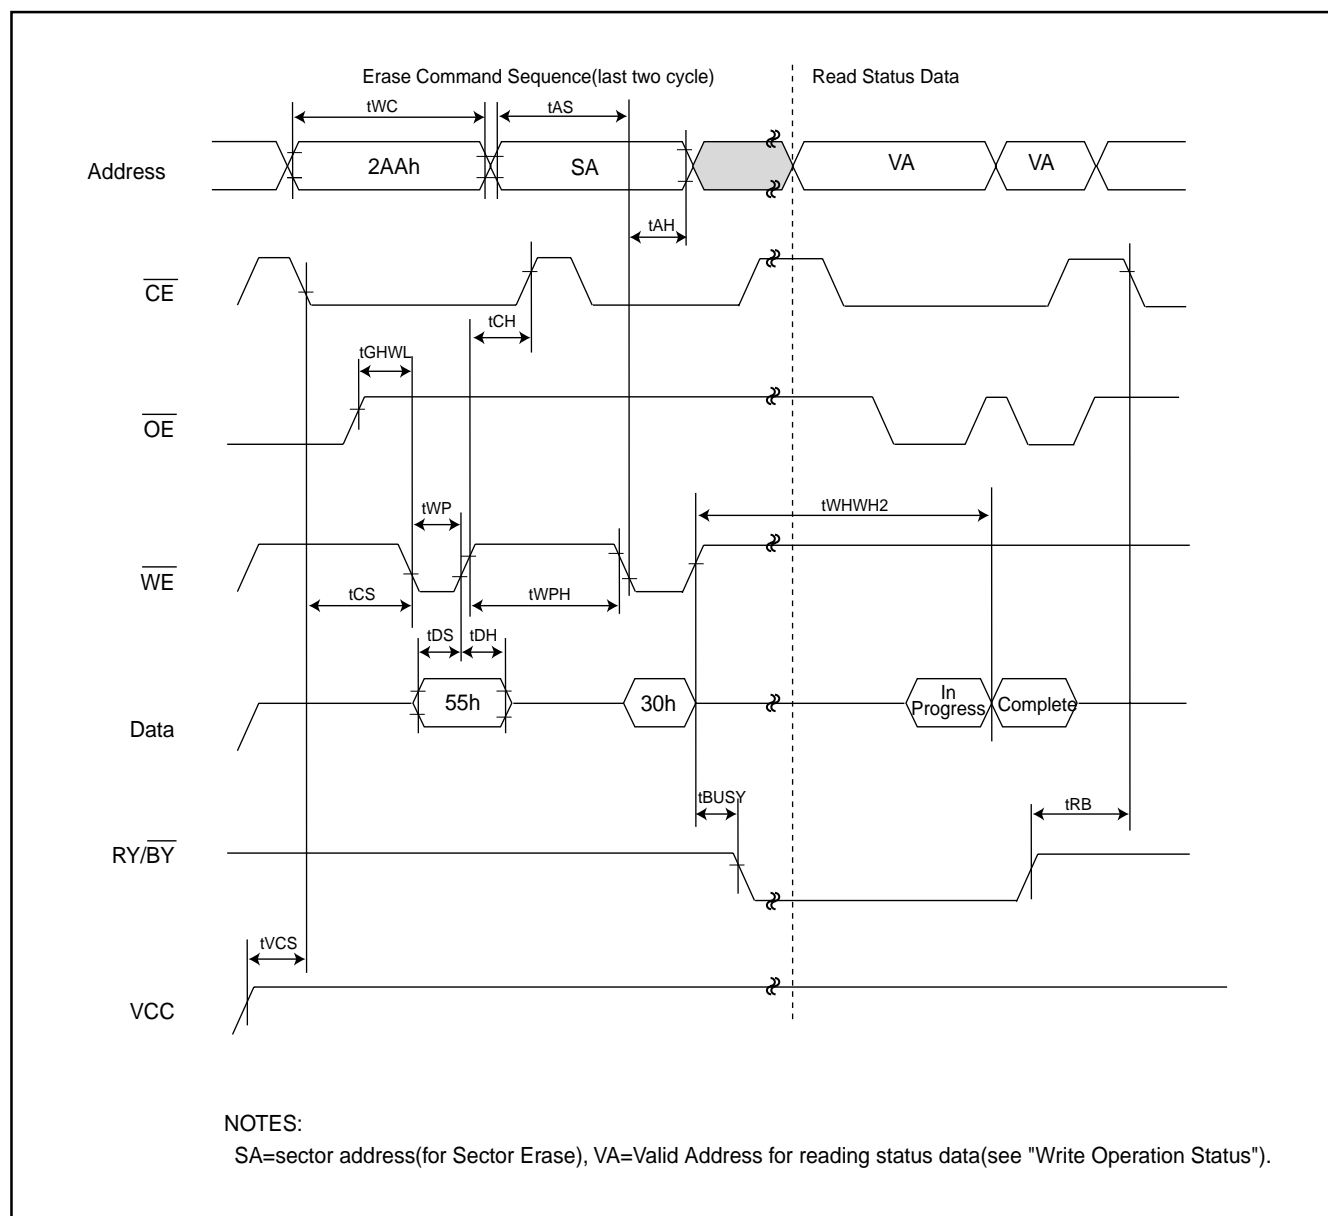 Erase Command Sequence(last two cycle) Read Status Data
tWC tAS
Address 2AAh SA VA VA
tAH
CE
tCH
tGHWL
OE
tWP tWHWH2
WE
tCS tWPH
tDS tDH
55h 30h In Progress Complete
Data
tBUSY tRB
RY/BY
tVCS
VCC
NOTES:
SA=sector address(for Sector Erase), VA=Valid Address for reading status data(see "Write Operation Status").